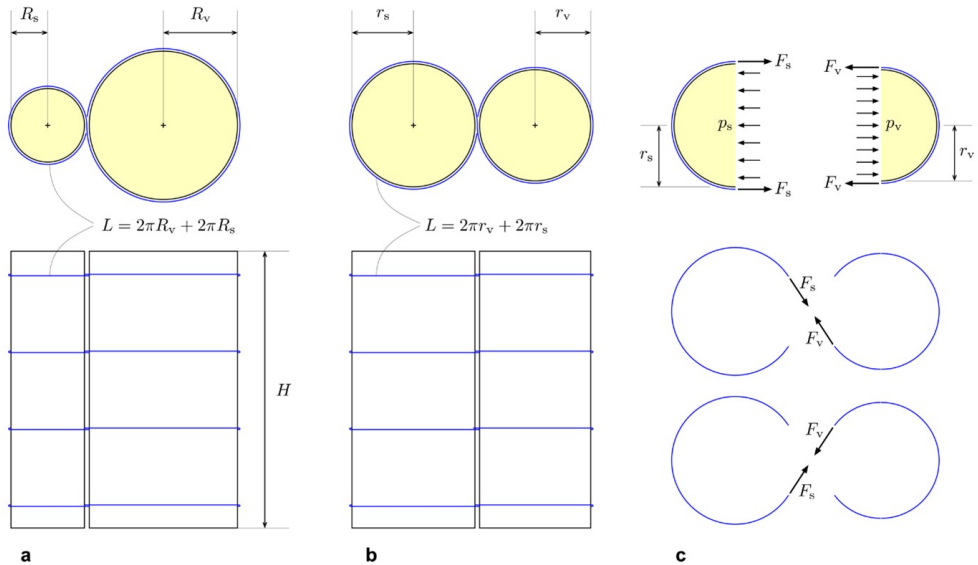 R_s
R_v
L = 2πR_v + 2πR_s
H
a
r_s
r_v
L = 2πr_v + 2πr_s
b
F_s
F_v
p_s
p_v
r_s
r_v
F_s
F_v
F_s
F_v
F_v
F_s
c